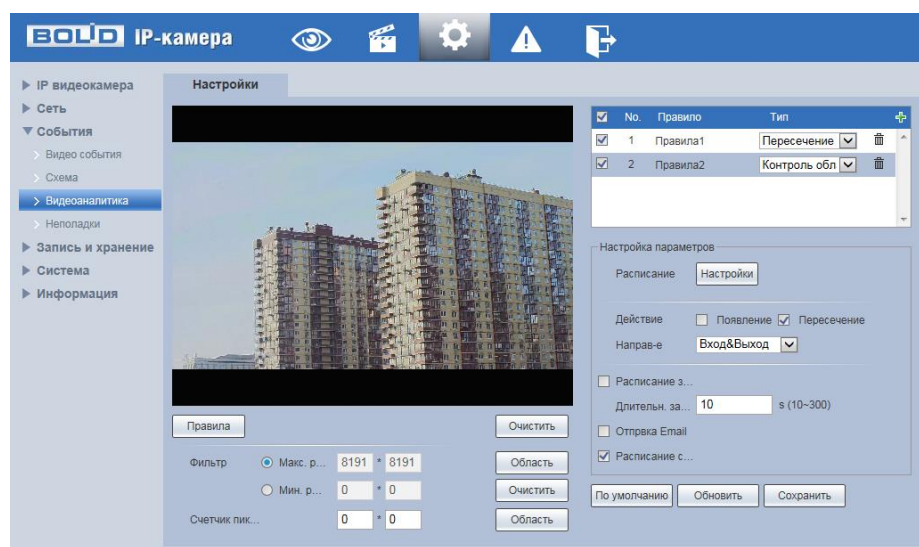 BOLID IP-камера
IP видеокамера
Сеть
События
Видео события
Схема
Видеоаналитика
Неполадки
Запись и хранение
Система
Информация
Настройки
Правила
Очистить
Фильтр Макс. р... 8191 * 8191 Область
Мин. р... 0 * 0 Очистить
Счетчик пик... 0 * 0 Область
No. Правило Тип
1 Правила1 Пересечение
2 Правила2 Контроль обл
Настройка параметров
Расписание Настройки
Действие Появление Пересечение
Направ-е Вход&Выход
Расписание з...
Длительн. за... 10 s (10~300)
Отпрвка Email
Расписание с...
По умолчанию Обновить Сохранить